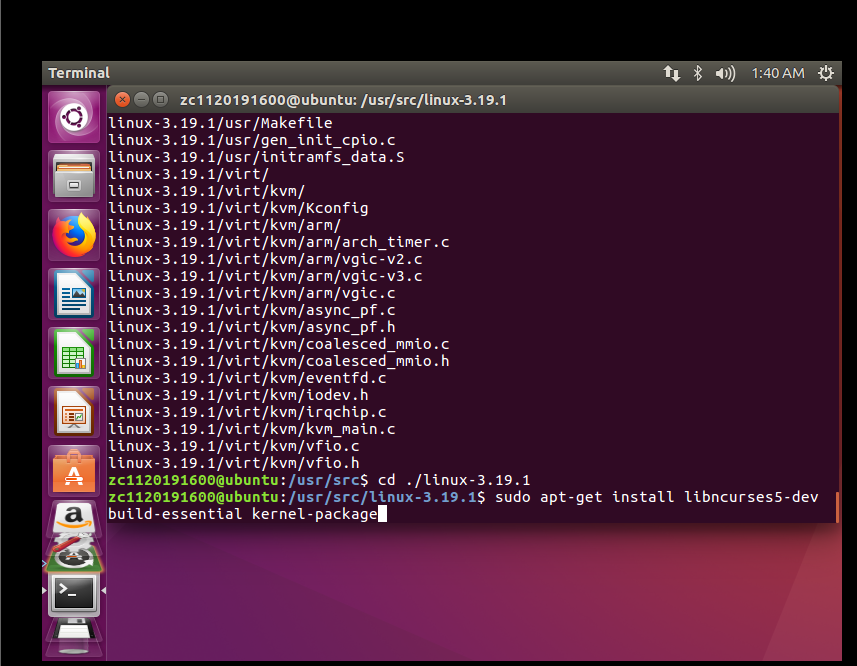 Terminal
1:40 AM
zc1120191600@ubuntu: /usr/src/linux-3.19.1
linux-3.19.1/usr/Makefile
linux-3.19.1/usr/gen_init_cpio.c
linux-3.19.1/usr/initramfs_data.S
linux-3.19.1/virt/
linux-3.19.1/virt/kvm/
linux-3.19.1/virt/kvm/Kconfig
linux-3.19.1/virt/kvm/arm/
linux-3.19.1/virt/kvm/arm/arch_timer.c
linux-3.19.1/virt/kvm/arm/vgic-v2.c
linux-3.19.1/virt/kvm/arm/vgic-v3.c
linux-3.19.1/virt/kvm/arm/vgic.c
linux-3.19.1/virt/kvm/async_pf.c
linux-3.19.1/virt/kvm/async_pf.h
linux-3.19.1/virt/kvm/coalesced_mmio.c
linux-3.19.1/virt/kvm/coalesced_mmio.h
linux-3.19.1/virt/kvm/eventfd.c
linux-3.19.1/virt/kvm/iodev.h
linux-3.19.1/virt/kvm/irqchip.c
linux-3.19.1/virt/kvm/kvm_main.c
linux-3.19.1/virt/kvm/vfio.c
linux-3.19.1/virt/kvm/vfio.h
zc1120191600@ubuntu:/usr/src$ cd ./linux-3.19.1
zc1120191600@ubuntu:/usr/src/linux-3.19.1$ sudo apt-get install libncurses5-dev
build-essential kernel-package